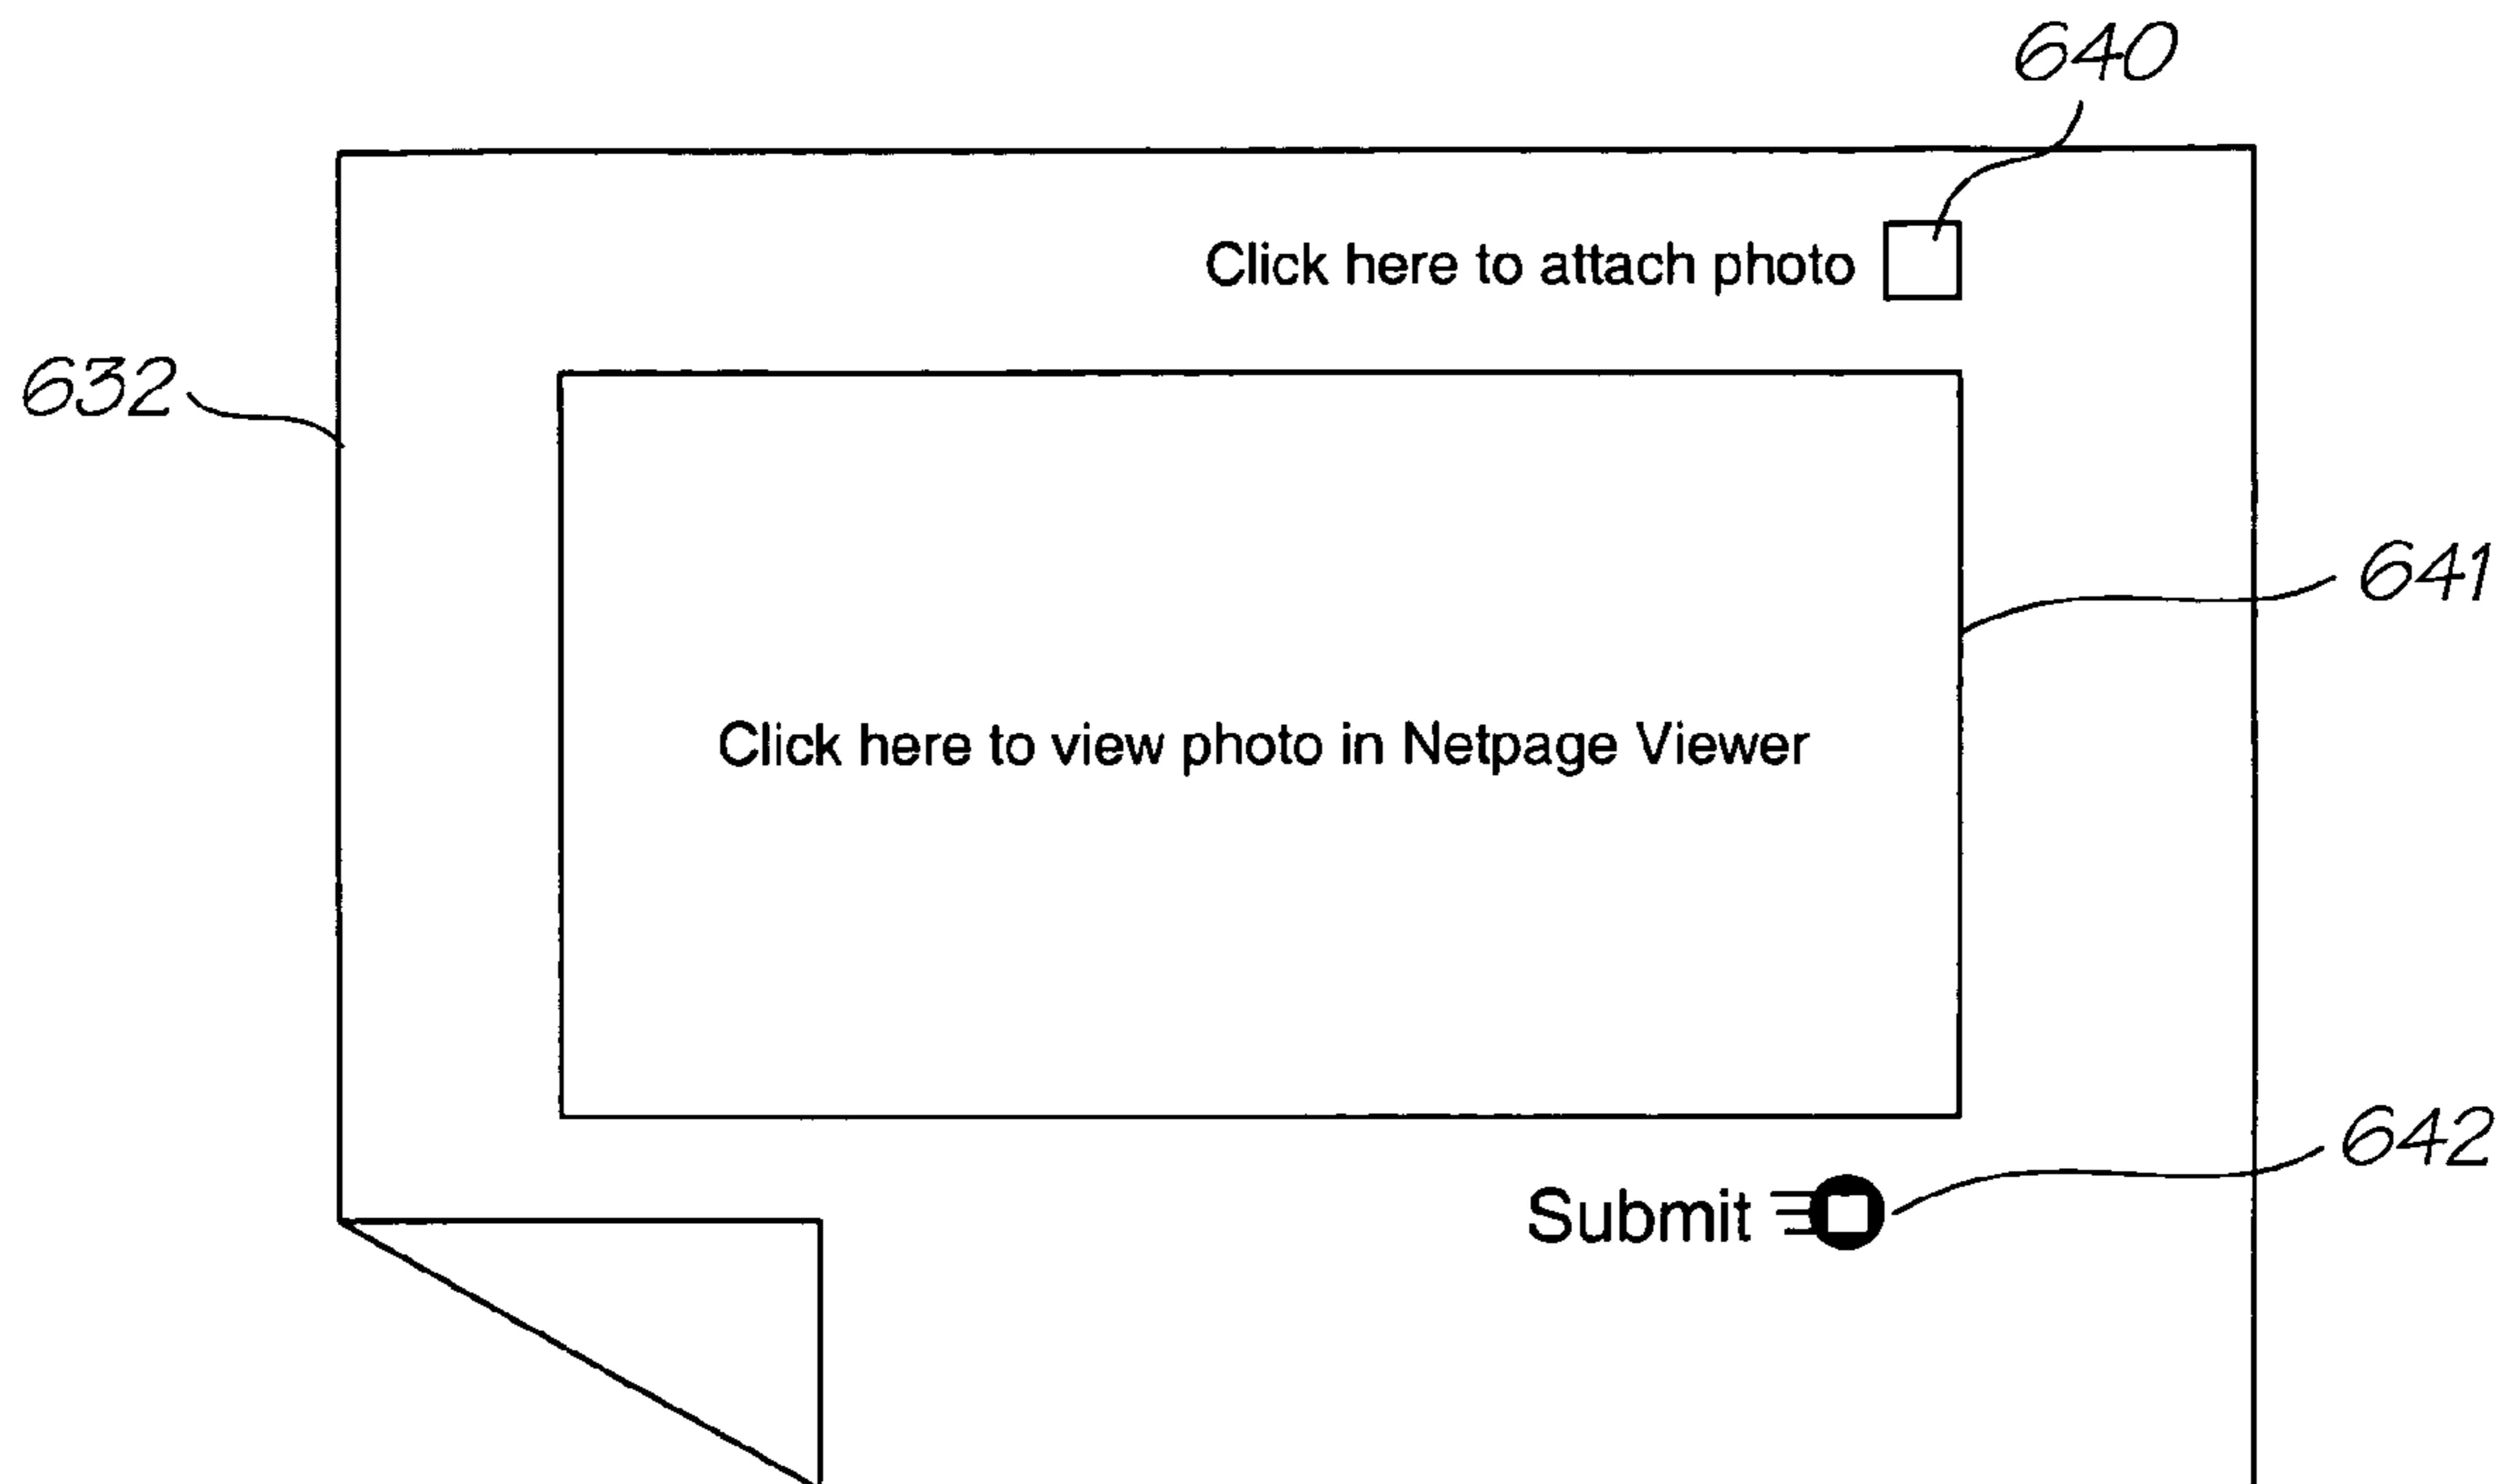 640
Click here to attach photo
632
641
Click here to view photo in Netpage Viewer
642
Submit